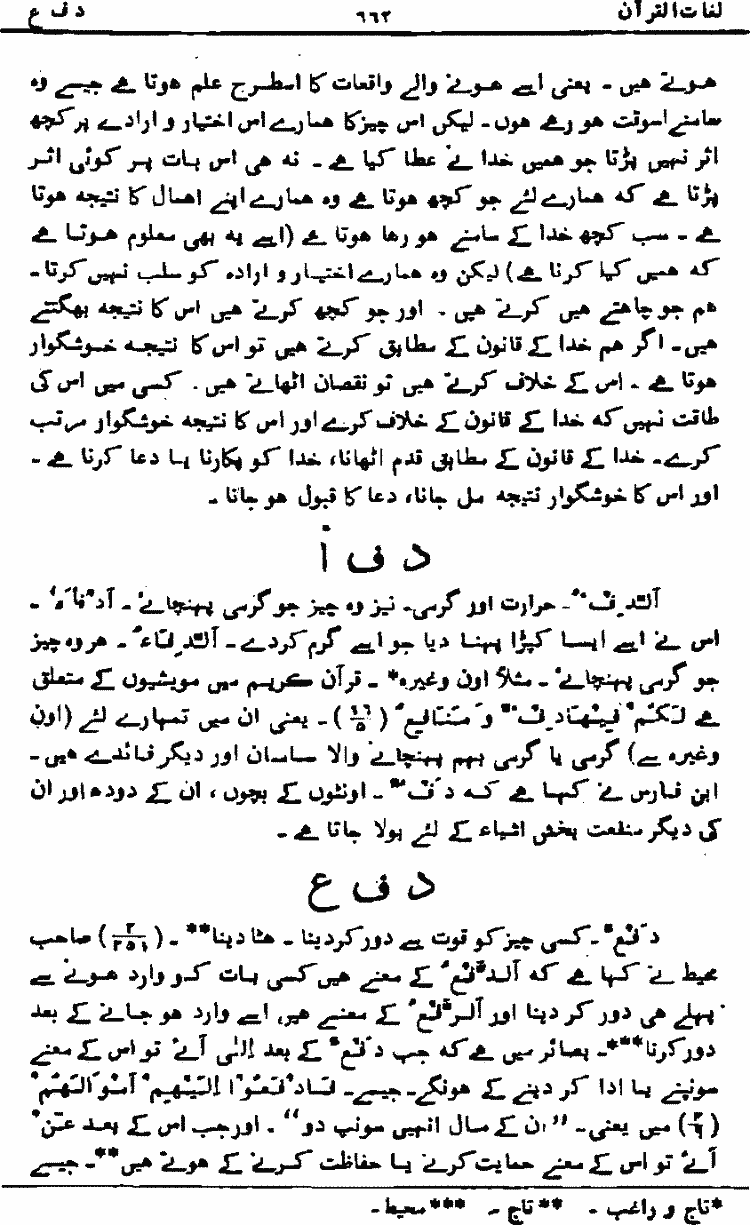 لغات القرآن ٦٦٢ د ف ع
ہوتے ہیں ۔ یعنی اسے ہونے والے واقعات کا اسطرح علم ہوتا ہے جیسے وہ
سامنے اسوقت ہو رہے ہوں ۔ لیکن اس چیز کا ہمارے اس اختیار و ارادے پر کچھ
اثر نہیں پڑتا جو ہمیں خدا نے عطا کیا ہے ۔ نہ ہی اس بات پر کوئی اثر
پڑتا ہے کہ ہمارے لئے جو کچھ ہوتا ہے وہ ہمارے اپنے اعمال کا نتیجہ ہوتا
ہے ۔ سب کچھ خدا کے سامنے ہو رہا ہوتا ہے (اسے یہ بھی معلوم ہوتا ہے
کہ ہمیں کیا کرنا ہے) لیکن وہ ہمارے اختیار و ارادہ کو سلب نہیں کرتا ۔
ہم جو چاہتے ہیں کرتے ہیں ۔ اور جو کچھ کرتے ہیں اس کا نتیجہ بھگتتے
ہیں ۔ اگر ہم خدا کے قانون کے مطابق کرتے ہیں تو اس کا نتیجہ خوشگوار
ہوتا ہے ۔ اس کے خلاف کرتے ہیں تو نقصان اٹھاتے ہیں ۔ کسی میں اس کی
طاقت نہیں کہ خدا کے قانون کے خلاف کرے اور اس کا نتیجہ خوشگوار مرتب
کرے ۔ خدا کے قانون کے مطابق قدم اٹھانا، خدا کو پکارنا یا دعا کرنا ہے ۔
اور اس کا خوشگوار نتیجہ مل جانا، دعا کا قبول ہو جانا ۔
د ف أ
اَلدِّفْءُ ۔ حرارت اور گرمی ۔ نیز وہ چیز جو گرمی پہنچائے ۔ اَدْفَاَہٗ ۔
اس نے اسے ایسا کپڑا پہنا دیا جو اسے گرم کردے ۔ اَلدِّفَاءُ ۔ ہر وہ چیز
جو گرمی پہنچائے ۔ مثلاً اون وغیرہ* ۔ قرآن کریم میں مویشیوں کے متعلق
ہے لَکُمْ فِیْہَا دِفْءٌ وَ مَنَافِعُ (١٦/٥) ۔ یعنی ان میں تمہارے لئے (اون
وغیرہ سے) گرمی یا گرمی بہم پہنچانے والا سامان اور دیگر فائدے ہیں ۔
ابن فارس نے کہا ہے کہ دِفْءٌ ۔ اونٹوں کے بچوں ، ان کے دودھ اور ان
کی دیگر منفعت بخش اشیاء کے لئے بولا جاتا ہے ۔
د ف ع
دَفْعٌ ۔ کسی چیز کو قوت سے دور کردینا ۔ ہٹا دینا** ۔ (٢/٢٥١) صاحب
محیط نے کہا ہے کہ اَلدَّفْعُ کے معنے ہیں کسی بات کو وارد ہونے سے
پہلے ہی دور کر دینا اور اَلرَّفْعُ کے معنے ہیں، اسے وارد ہو جانے کے بعد
دور کرنا*** ۔ بصائر میں ہے کہ جب دَفْعٌ کے بعد اِلیٰ آئے تو اس کے معنے
سونپنے یا ادا کر دینے کے ہونگے ۔ جیسے ۔ فَادْفَعُوْا اِلَیْہِمْ اَمْوَالَہُمْ
(٤/٦) میں یعنی ۔ ’’ان کے مال انہیں سونپ دو‘‘ ۔ اور جب اس کے بعد عَنْ
آئے تو اس کے معنے حمایت کرنے یا حفاظت کرنے کے ہوتے ہیں** ۔ جیسے
*تاج و راغب ۔ **تاج ۔ ***محیط ۔